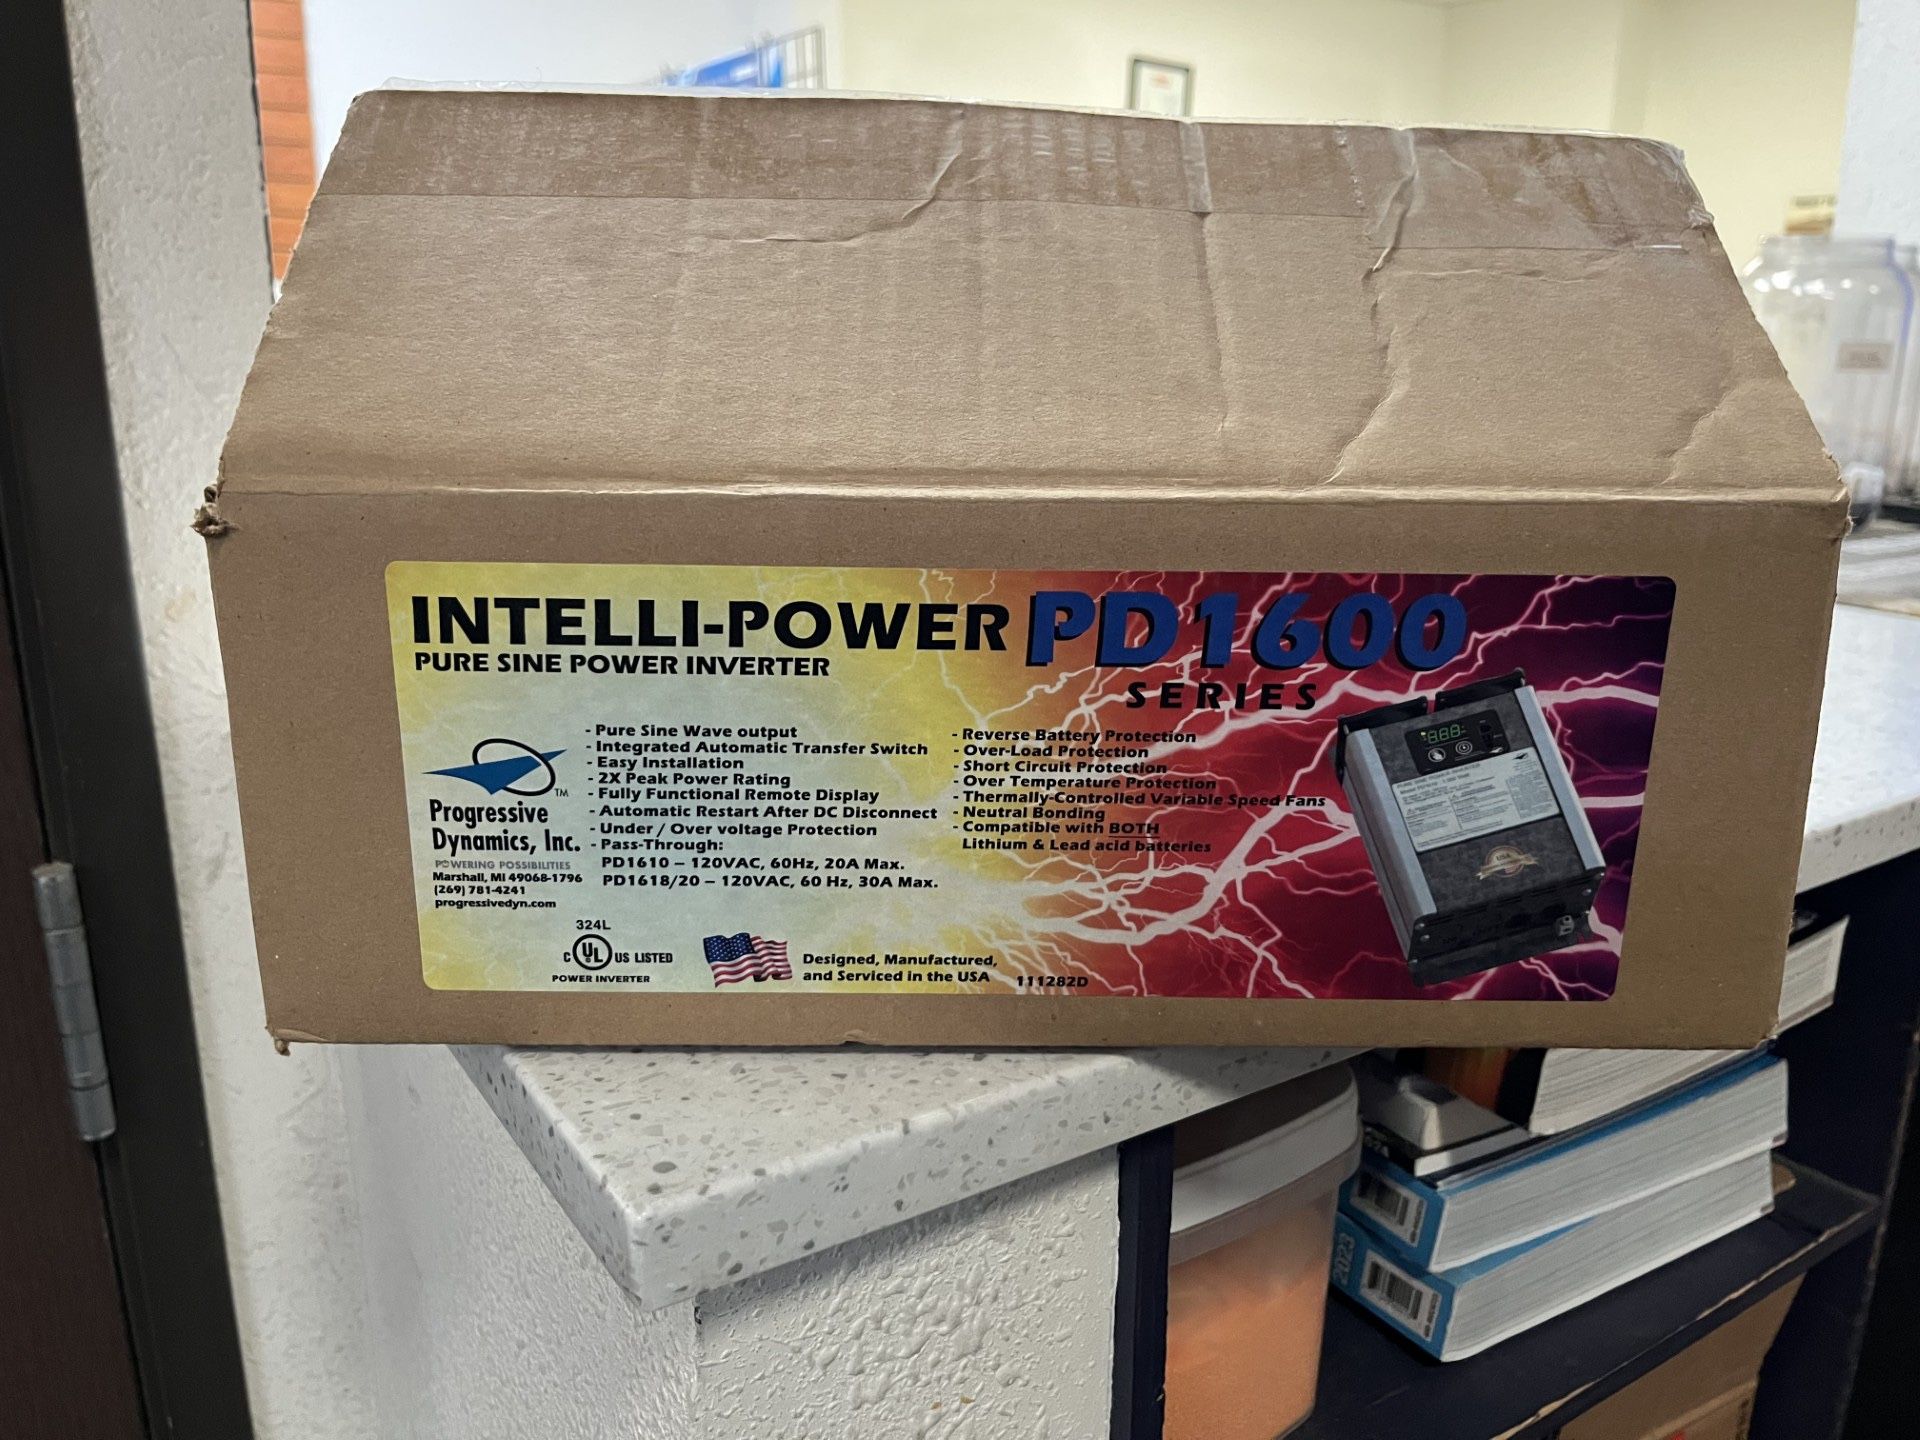 INTELLI-POWER PD1600
PURE SINE POWER INVERTER
SERIES
- Pure Sine Wave output
- Integrated Automatic Transfer Switch
- Easy Installation
- 2X Peak Power Rating
- Fully Functional Remote Display
- Automatic Restart After DC Disconnect
- Under / Over voltage Protection
- Pass-Through:
PD1610 – 120VAC, 60Hz, 20A Max.
PD1618/20 – 120VAC, 60 Hz, 30A Max.
- Reverse Battery Protection
- Over-Load Protection
- Short Circuit Protection
- Over Temperature Protection
- Thermally-Controlled Variable Speed Fans
- Neutral Bonding
- Compatible with BOTH
Lithium & Lead acid batteries
TM
Progressive
Dynamics, Inc.
POWERING POSSIBILITIES
Marshall, MI 49068-1796
(269) 781-4241
progressivedyn.com
324L
C UL US LISTED
POWER INVERTER
Designed, Manufactured,
and Serviced in the USA
111282D
USA
2023